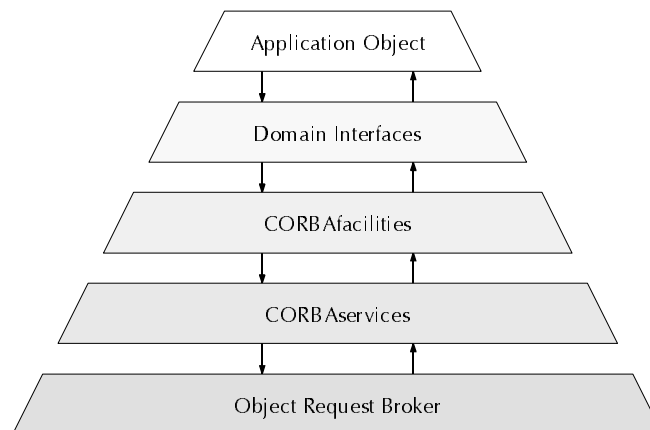 Application Object
Domain Interfaces
CORBAfacilities
CORBAservices
Object Request Broker